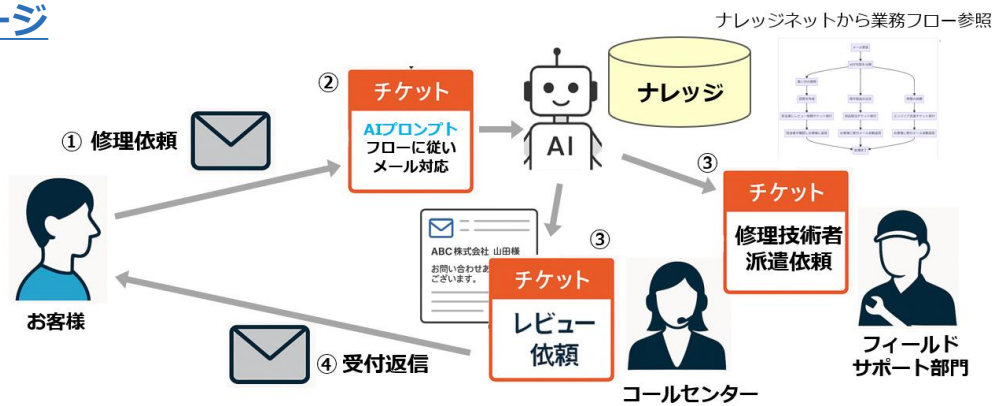 ージ
ナレッジネットから業務フロー参照
① 修理依頼
②
チケット
AIプロンプト
フローに従い
メール対応
AI
ナレッジ
③
チケット
修理技術者
派遣依頼
ABC株式会社 山田様
お問い合わせあ
ございます。
③
チケット
レビュー
依頼
お客様
④ 受付返信
コールセンター
フィールド
サポート部門